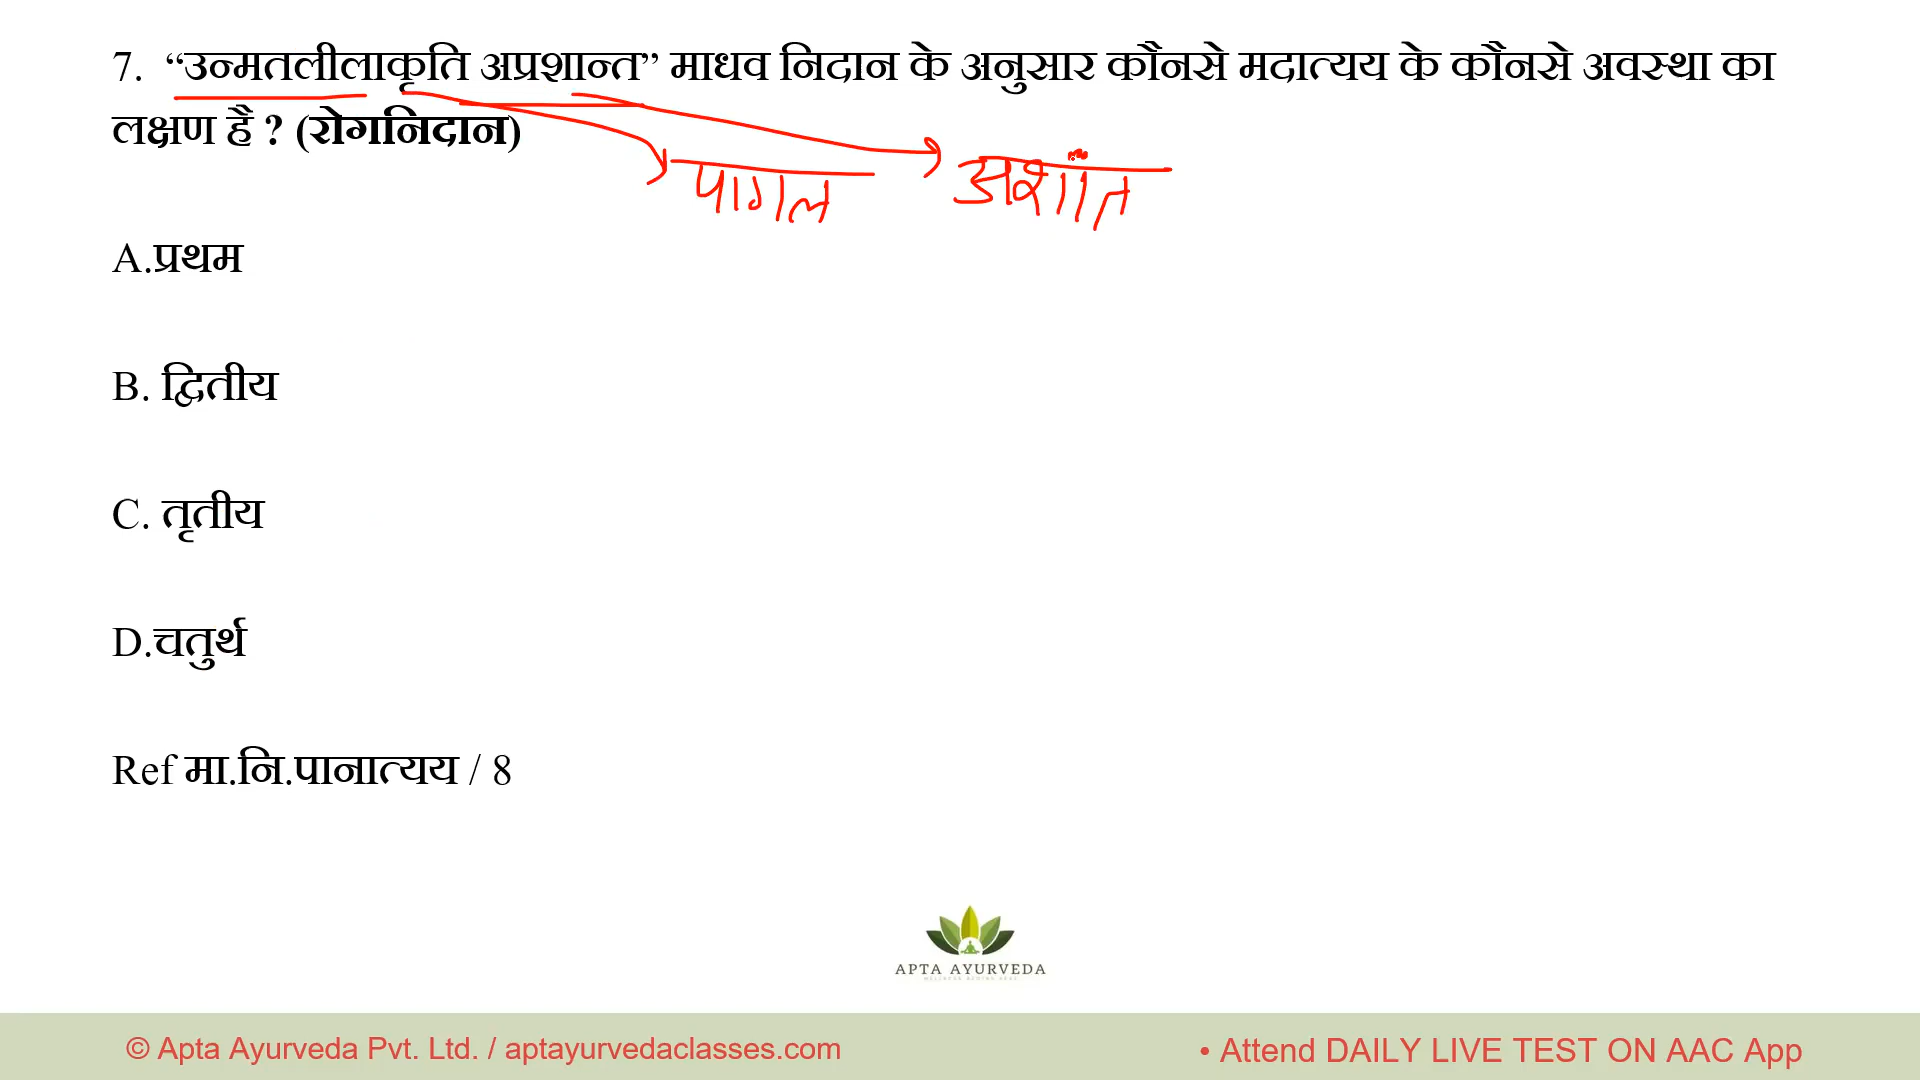 7. “उन्मतलीलाकृति अप्रशान्त” माधव निदान के अनुसार कौनसे मदात्यय के कौनसे अवस्था का
लक्षण है ? (रोगनिदान)
पागल अशांत
A.प्रथम
B. द्वितीय
C. तृतीय
D.चतुर्थ
Ref मा.नि.पानात्यय / 8
APTA AYURVEDA
© Apta Ayurveda Pvt. Ltd. / aptayurvedaclasses.com
• Attend DAILY LIVE TEST ON AAC App